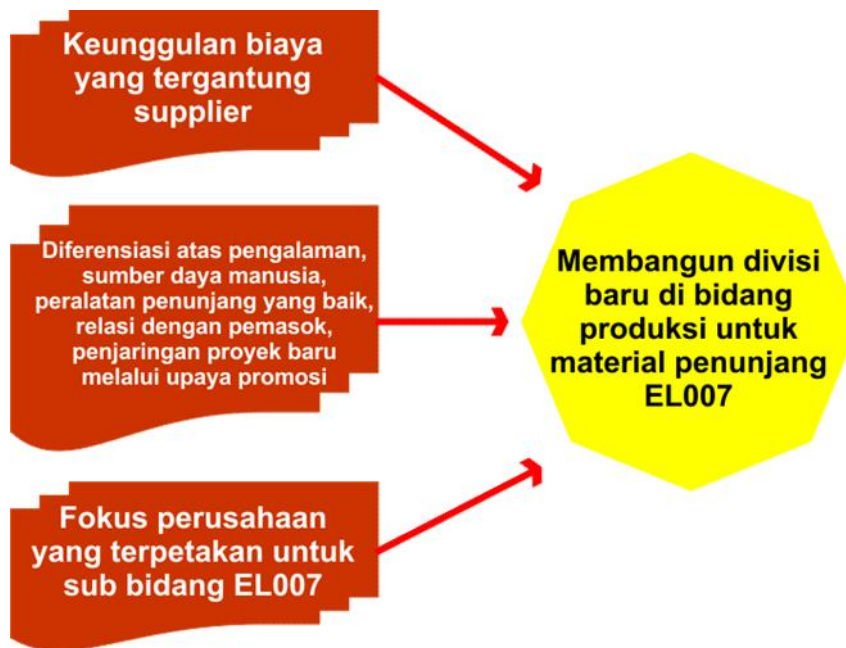 Keunggulan biaya
yang tergantung
supplier
Diferensiasi atas pengalaman,
sumber daya manusia,
peralatan penunjang yang baik,
relasi dengan pemasok,
penjaringan proyek baru
melalui upaya promosi
Fokus perusahaan
yang terpetakan untuk
sub bidang EL007
Membangun divisi
baru di bidang
produksi untuk
material penunjang
EL007